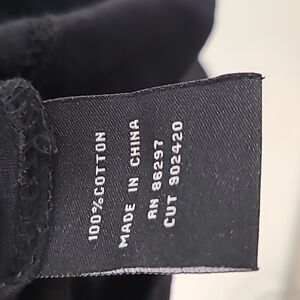 100% COTTON
MADE IN CHINA
RN 86297
CUT 902420